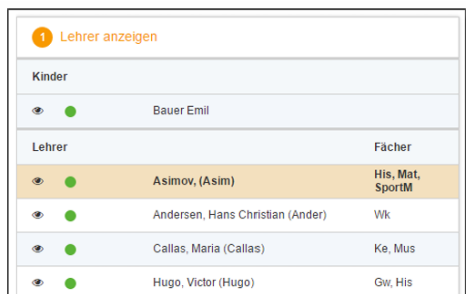 1 Lehrer anzeigen
Kinder
Bauer Emil
Lehrer Fächer
Asimov, (Asim) His, Mat,
SportM
Andersen, Hans Christian (Ander) Wk
Callas, Maria (Callas) Ke, Mus
Hugo, Victor (Hugo) Gw, His